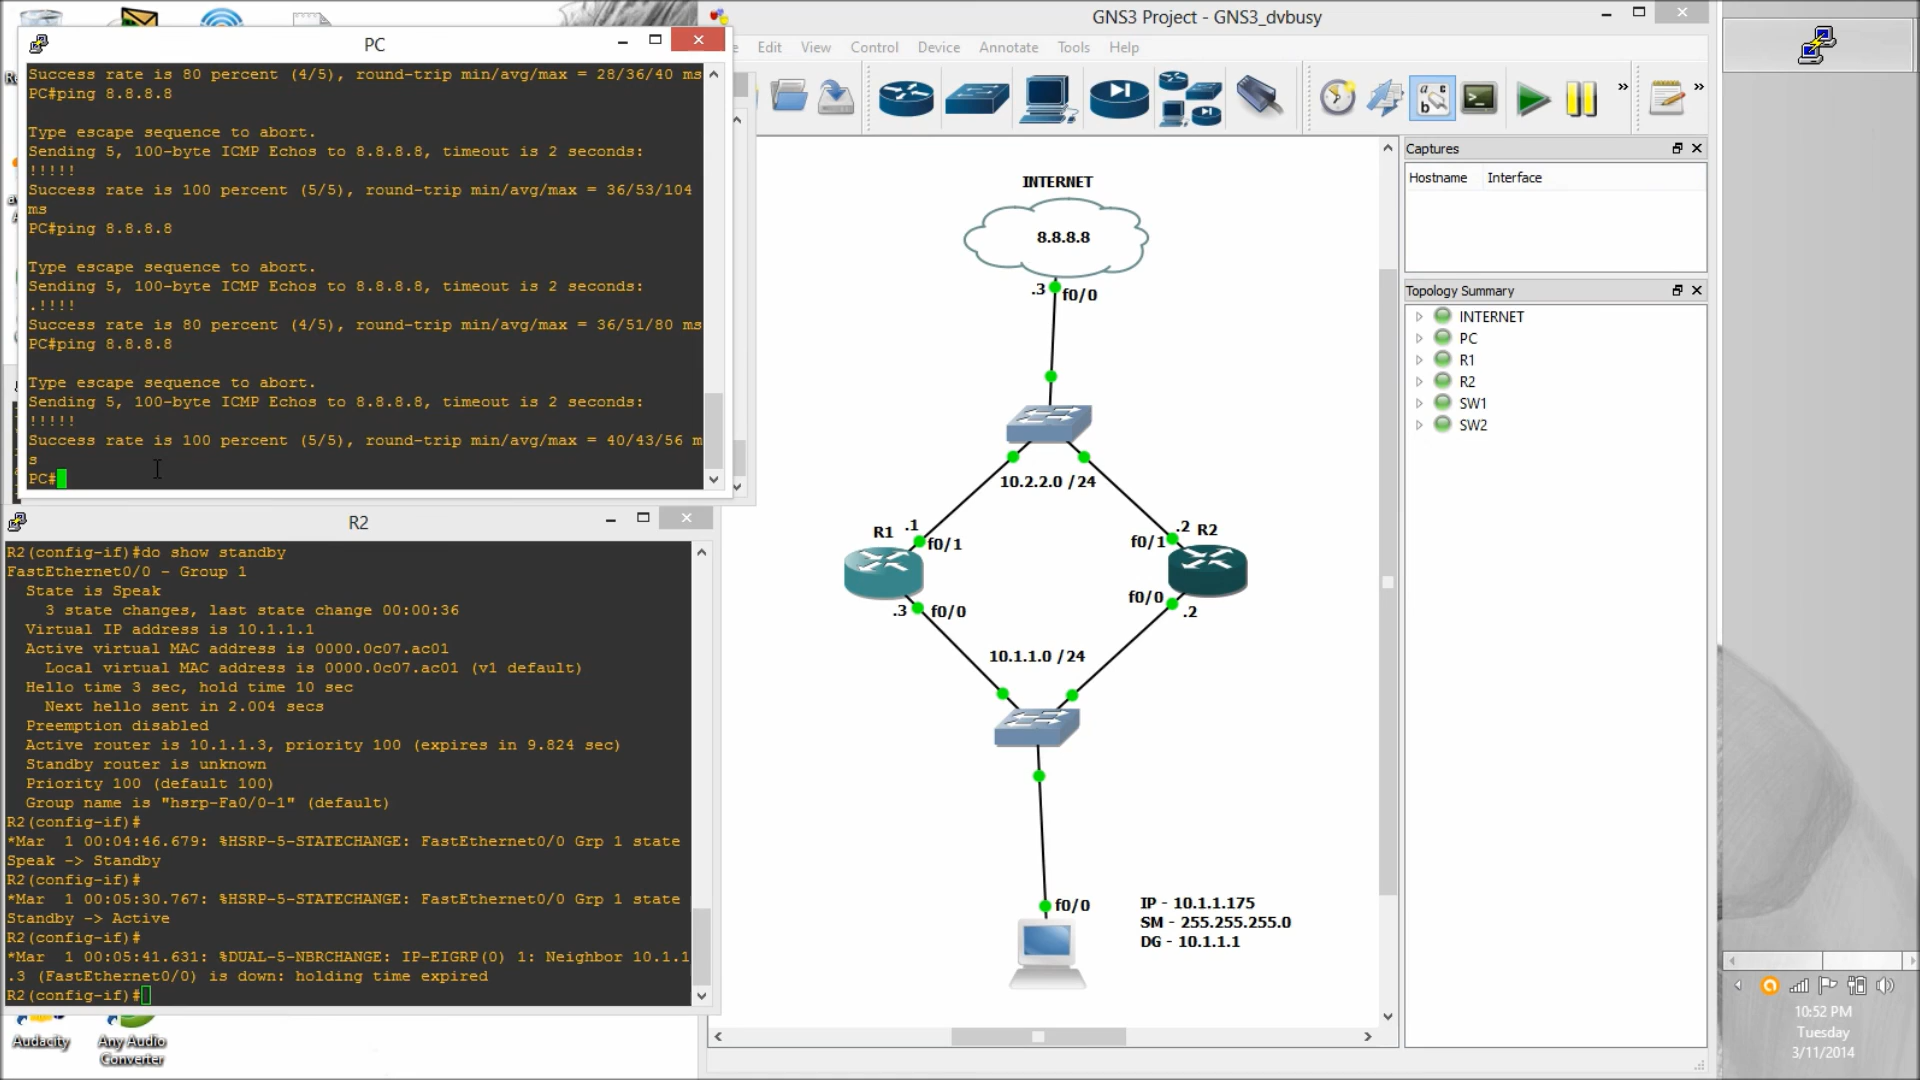 PC
Success rate is 80 percent (4/5), round-trip min/avg/max = 28/36/40 ms
PC#ping 8.8.8.8
Type escape sequence to abort.
Sending 5, 100-byte ICMP Echos to 8.8.8.8, timeout is 2 seconds:
!!!!!
Success rate is 100 percent (5/5), round-trip min/avg/max = 36/53/104
ms
PC#ping 8.8.8.8
Type escape sequence to abort.
Sending 5, 100-byte ICMP Echos to 8.8.8.8, timeout is 2 seconds:
.!!!!
Success rate is 80 percent (4/5), round-trip min/avg/max = 36/51/80 ms
PC#ping 8.8.8.8
Type escape sequence to abort.
Sending 5, 100-byte ICMP Echos to 8.8.8.8, timeout is 2 seconds:
!!!!!
Success rate is 100 percent (5/5), round-trip min/avg/max = 40/43/56 m
s
PC#
R2
R2(config-if)#do show standby
FastEthernet0/0 - Group 1
State is Speak
3 state changes, last state change 00:00:36
Virtual IP address is 10.1.1.1
Active virtual MAC address is 0000.0c07.ac01
Local virtual MAC address is 0000.0c07.ac01 (v1 default)
Hello time 3 sec, hold time 10 sec
Next hello sent in 2.004 secs
Preemption disabled
Active router is 10.1.1.3, priority 100 (expires in 9.824 sec)
Standby router is unknown
Priority 100 (default 100)
Group name is "hsrp-Fa0/0-1" (default)
R2(config-if)#
*Mar  1 00:04:46.679: %HSRP-5-STATECHANGE: FastEthernet0/0 Grp 1 state
Speak -> Standby
R2(config-if)#
*Mar  1 00:05:30.767: %HSRP-5-STATECHANGE: FastEthernet0/0 Grp 1 state
Standby -> Active
R2(config-if)#
*Mar  1 00:05:41.631: %DUAL-5-NBRCHANGE: IP-EIGRP(0) 1: Neighbor 10.1.1
.3 (FastEthernet0/0) is down: holding time expired
R2(config-if)#
Audacity
Any Audio
Converter
GNS3 Project - GNS3_dvbusy
Edit View Control Device Annotate Tools Help
INTERNET
8.8.8.8
.3 f0/0
10.2.2.0 /24
R1 .1
f0/1
.2 R2
f0/1
.3 f0/0
f0/0
.2
10.1.1.0 /24
f0/0
IP - 10.1.1.175
SM - 255.255.255.0
DG - 10.1.1.1
Captures
Hostname Interface
Topology Summary
INTERNET
PC
R1
R2
SW1
SW2
10:52 PM
Tuesday
3/11/2014